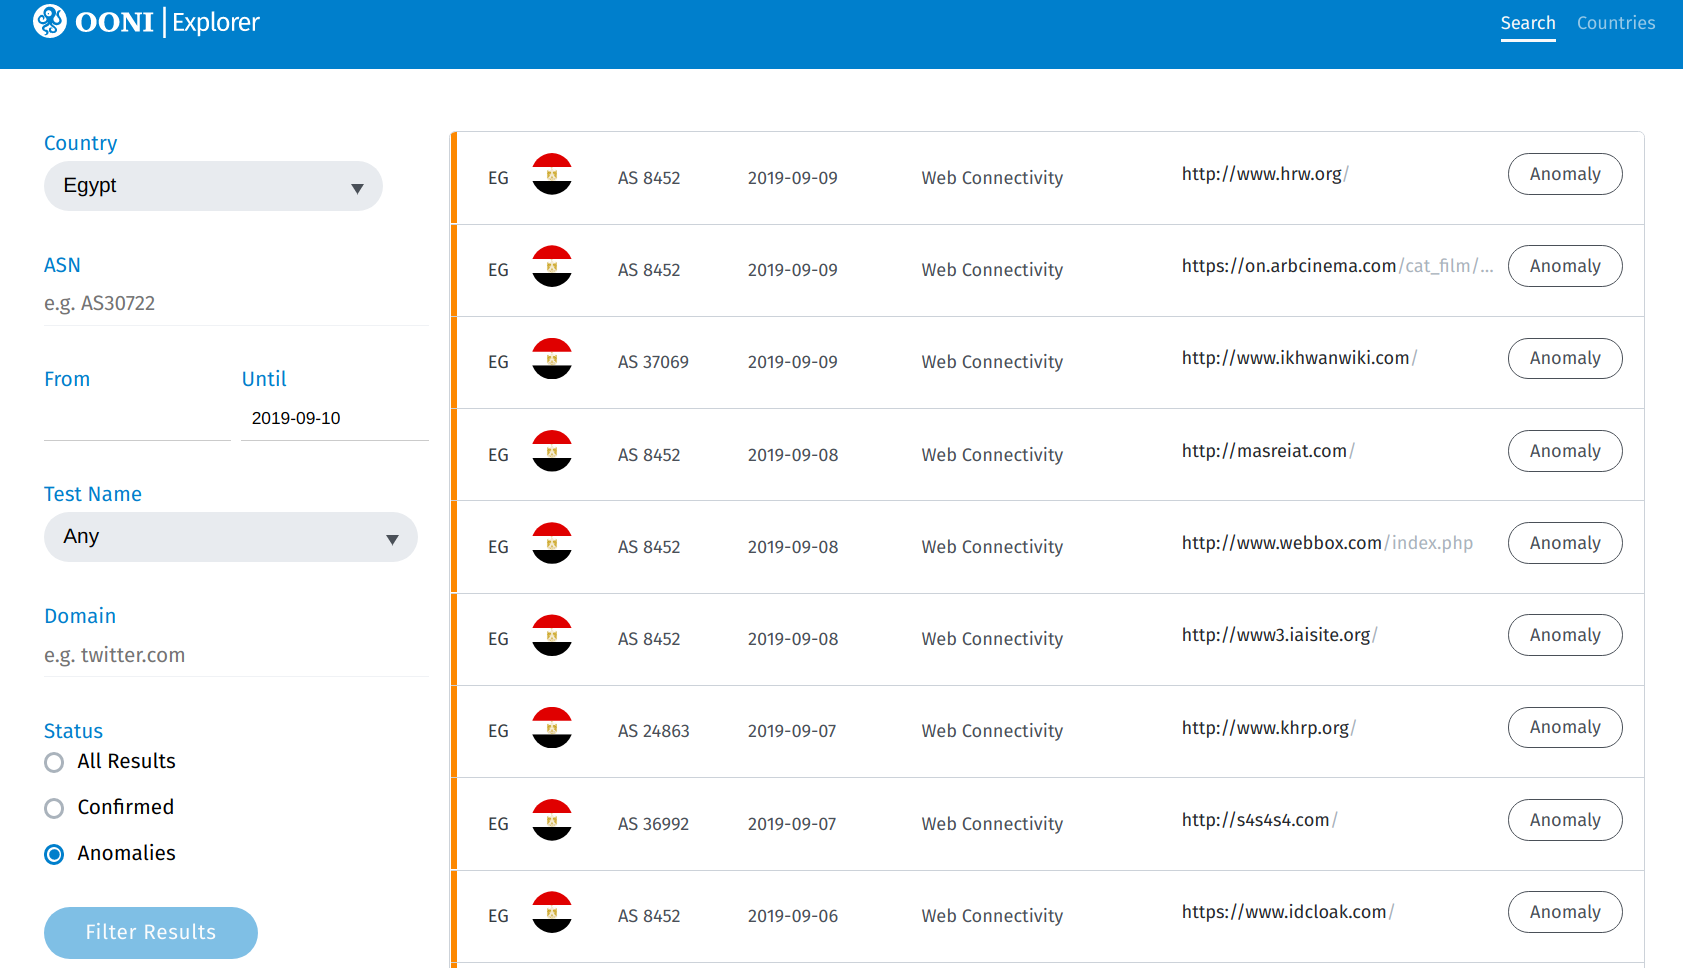 OONI Explorer
Search Countries
Country
Egypt
ASN
e.g. AS30722
From Until
2019-09-10
Test Name
Any
Domain
e.g. twitter.com
Status
All Results
Confirmed
Anomalies
Filter Results
EG AS 8452 2019-09-09 Web Connectivity http://www.hrw.org/ Anomaly
EG AS 8452 2019-09-09 Web Connectivity https://on.arbcinema.com/cat_film/... Anomaly
EG AS 37069 2019-09-09 Web Connectivity http://www.ikhwanwiki.com/ Anomaly
EG AS 8452 2019-09-08 Web Connectivity http://masreiat.com/ Anomaly
EG AS 8452 2019-09-08 Web Connectivity http://www.webbox.com/index.php Anomaly
EG AS 8452 2019-09-08 Web Connectivity http://www3.iaisite.org/ Anomaly
EG AS 24863 2019-09-07 Web Connectivity http://www.khrp.org/ Anomaly
EG AS 36992 2019-09-07 Web Connectivity http://s4s4s4.com/ Anomaly
EG AS 8452 2019-09-06 Web Connectivity https://www.idcloak.com/ Anomaly